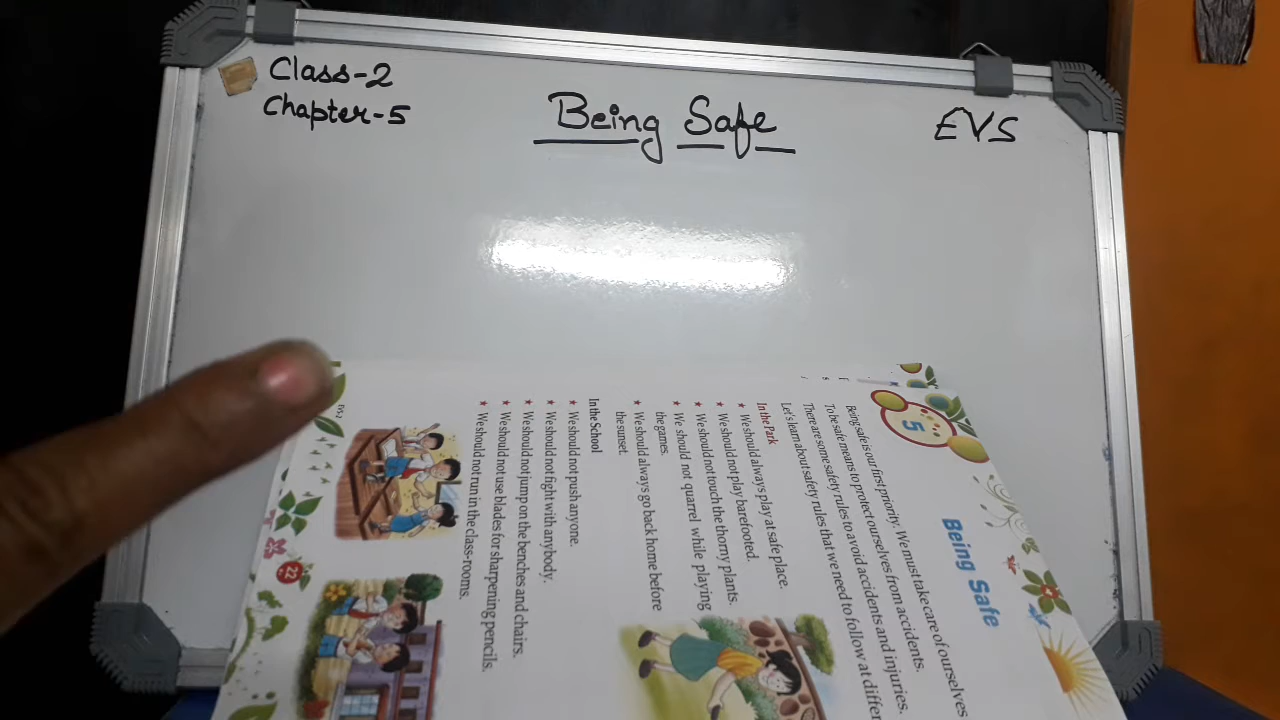 Class-2
Chapter-5
Being Safe
EVS
5
Being Safe
Being safe is our first priority. We must take care of ourselves
To be safe means to protect ourselves from accidents.
There are some safety rules to avoid accidents and injuries.
Let's learn about safety rules that we need to follow at
In the Park
★ We should always play at safe place.
★ We should not play barefooted.
★ We should not touch the thorny plants.
★ We should not quarrel while playing
the games.
★ We should always go back home before
the sunset.
In the School
★ We should not push anyone.
★ We should not fight with anybody.
★ We should not jump on the benches and chairs.
★ We should not use blades for sharpening pencils.
★ We should not run in the class-rooms.
EVS-2
22